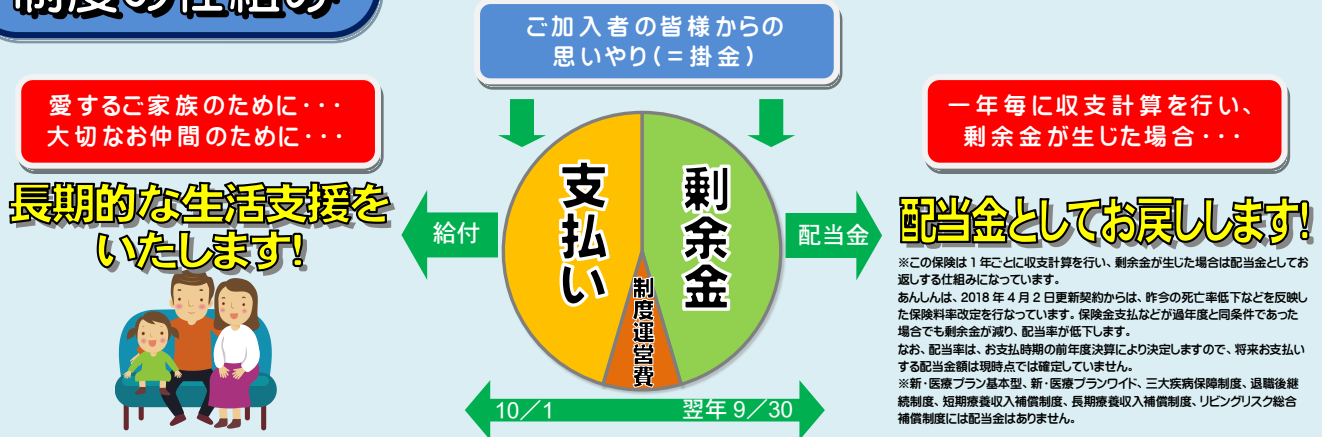 制度の仕組み
ご加入者の皆様からの
思いやり(=掛金)
愛するご家族のために・・・
大切なお仲間のために・・・
長期的な生活支援を
いたします!
給付
支払い
剰余金
制度運営費
配当金
10/1
翌年9/30
一年毎に収支計算を行い、
剰余金が生じた場合・・・
配当金としてお戻しします!
※この保険は1年ごとに収支計算を行い、剰余金が生じた場合は配当金としてお
返しする仕組みになっています。
あんしんは、2018年4月2日更新契約からは、昨今の死亡率低下などを反映し
た保険料率改定を行なっています。保険金支払などが過年度と同条件であった
場合でも剰余金が減り、配当率が低下します。
なお、配当率は、お支払時期の前年度決算により決定しますので、将来お支払い
する配当金額は現時点では確定していません。
※新・医療プラン基本型、新・医療プランワイド、三大疾病保障制度、退職後継
続制度、短期療養収入補償制度、長期療養収入補償制度、リビングリスク総合
補償制度には配当金はありません。